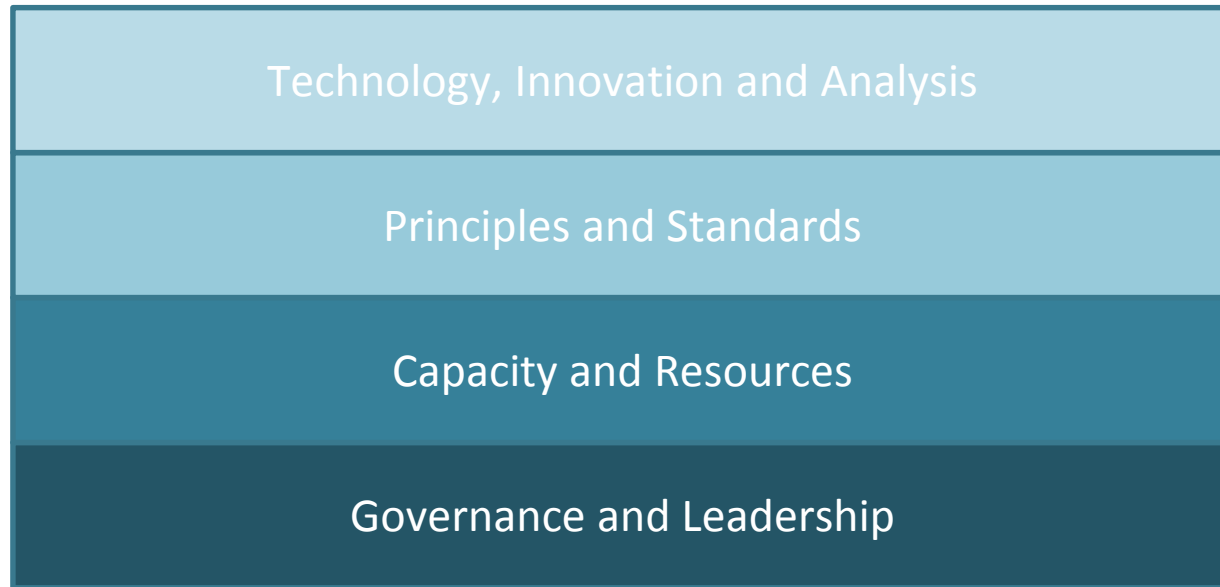 Technology, Innovation and Analysis
Principles and Standards
Capacity and Resources
Governance and Leadership